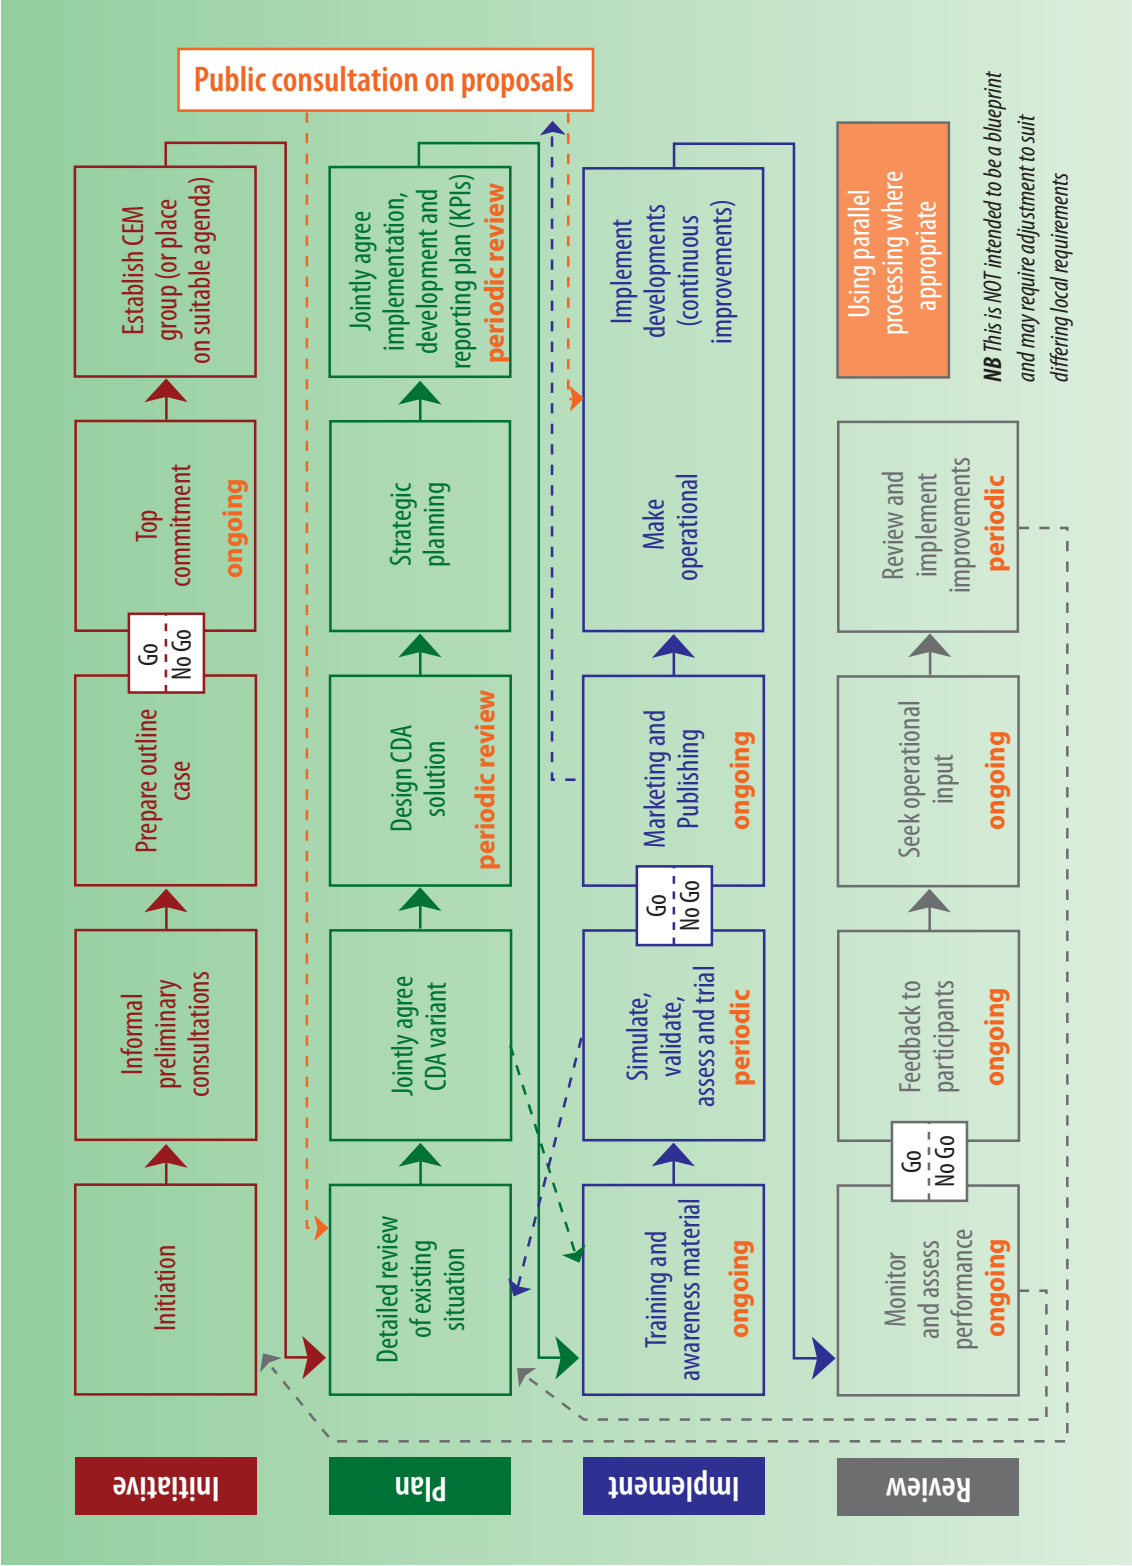 Public consultation on proposals
Initiative
Initiation
Informal
preliminary
consultations
Prepare outline
case
Go
No Go
Top
commitment
ongoing
Establish CEM
group (or place
on suitable agenda)
Plan
Detailed review
of existing
situation
Jointly agree
CDA variant
Design CDA
solution
periodic review
Strategic
planning
Jointly agree
implementation,
development and
reporting plan (KPIs)
periodic review
Implement
Training and
awareness material
ongoing
Simulate,
validate,
assess and trial
periodic
Go
No Go
Marketing and
Publishing
ongoing
Make
operational
Implement
developments
(continuous
improvements)
Review
Monitor
and assess
performance
ongoing
Go
No Go
Feedback to
participants
ongoing
Seek operational
input
ongoing
Review and
implement
improvements
periodic
Using parallel
processing where
appropriate
NB This is NOT intended to be a blueprint
and may require adjustment to suit
differing local requirements